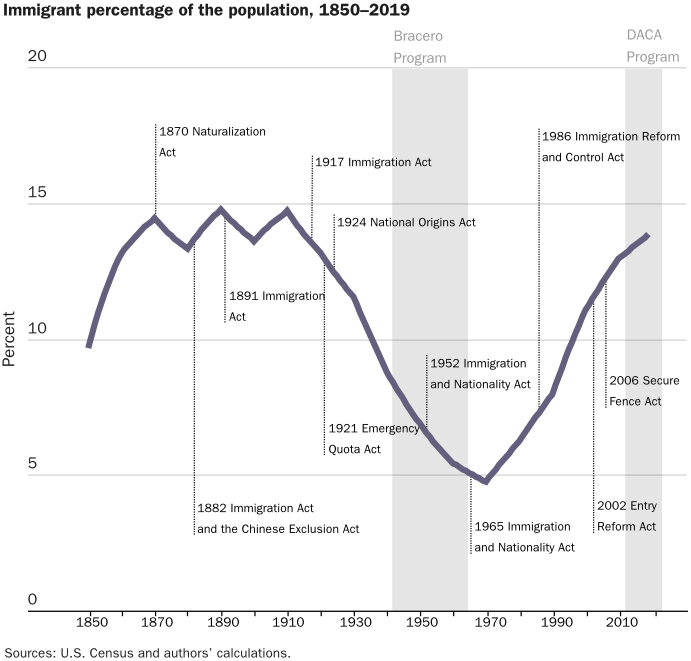 Immigrant percentage of the population, 1850–2019
Bracero
Program
DACA
Program
20
1870 Naturalization
Act
1986 Immigration Reform
and Control Act
1917 Immigration Act
15
1924 National Origins Act
1891 Immigration
Act
Percent
10
1952 Immigration
and Nationality Act
2006 Secure
Fence Act
1921 Emergency
Quota Act
5
1882 Immigration Act
and the Chinese Exclusion Act
2002 Entry
Reform Act
1965 Immigration
and Nationality Act
0
1850 1870 1890 1910 1930 1950 1970 1990 2010
Sources: U.S. Census and authors’ calculations.